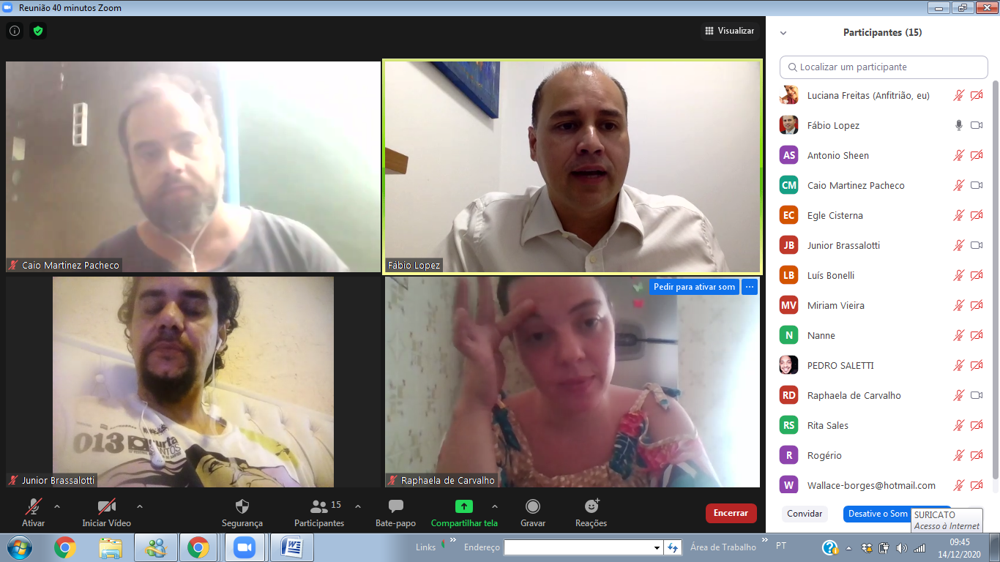 Reunião 40 minutos Zoom
Visualizar
Caio Martinez Pacheco
Fábio Lopez
Pedir para ativar som
...
013
Junior Brassalotti
Raphaela de Carvalho
Participantes (15)
Localizar um participante
Luciana Freitas (Anfitrião, eu)
Fábio Lopez
AS Antonio Sheen
CM Caio Martinez Pacheco
EC Egle Cisterna
JB Junior Brassalotti
LB Luís Bonelli
MV Miriam Vieira
N Nanne
PEDRO SALETTI
RD Raphaela de Carvalho
RS Rita Sales
R Rogério
W Wallace-borges@hotmail.com
Convidar
Desative o Som
SURICATO
Acesso à Internet
Ativar
Iniciar Vídeo
Segurança
15
Participantes
Bate-papo
Compartilhar tela
Gravar
Reações
Encerrar
Links
Endereço
Área de Trabalho
PT
09:45
14/12/2020